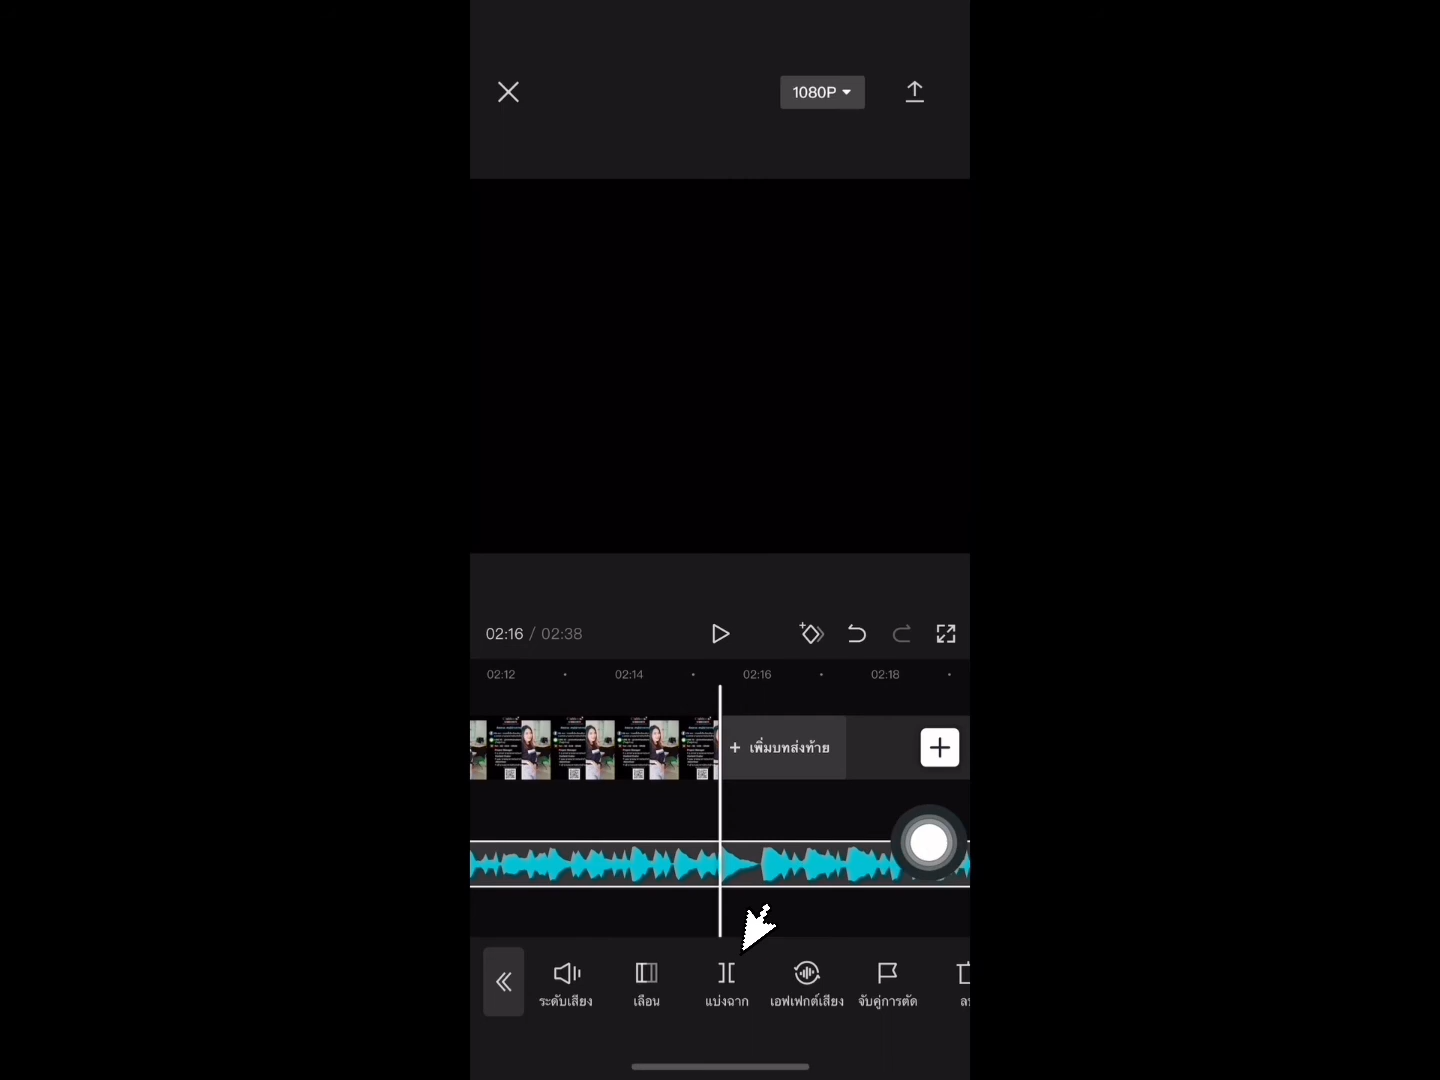 1080P
02:16 / 02:38
02:12
02:14
02:16
02:18
+ เพิ่มบทส่งท้าย
ระดับเสียง
เลือน
แบ่งฉาก
เอฟเฟกต์เสียง
จับคู่การตัด